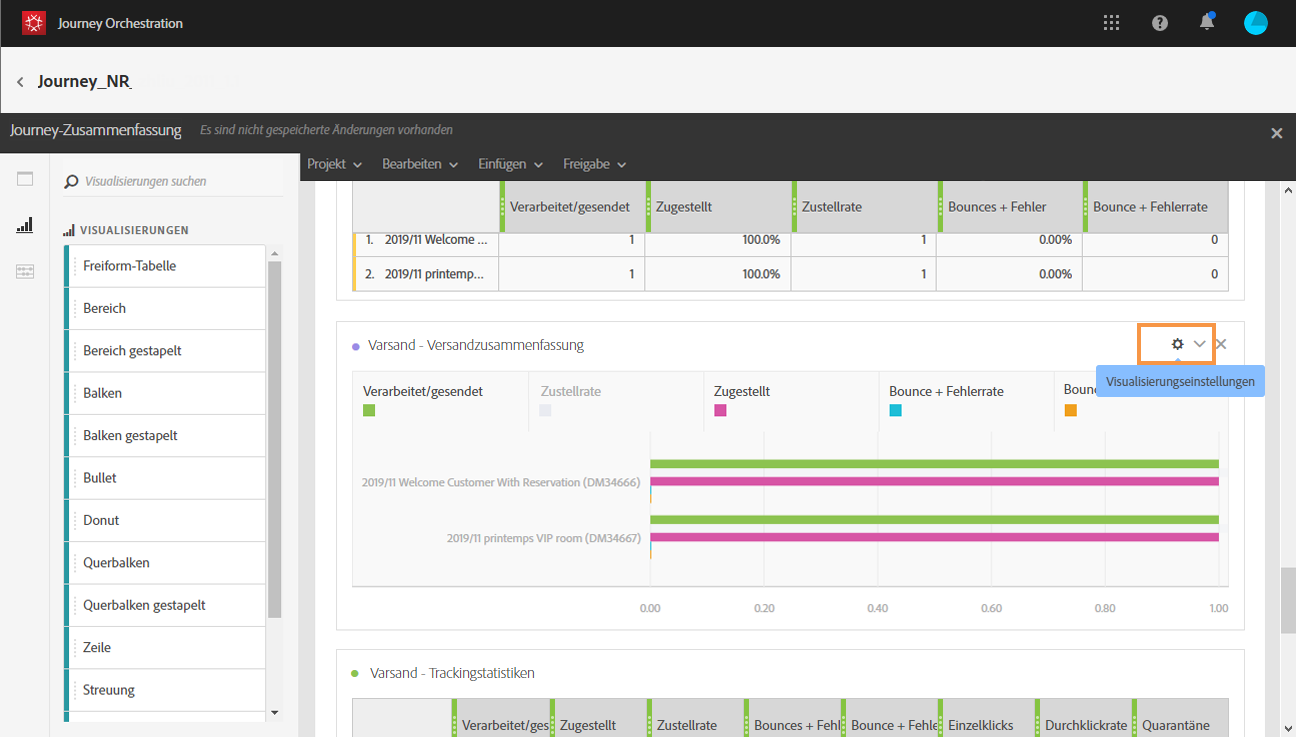 Journey Orchestration
Journey_NR_
Journey-Zusammenfassung Es sind nicht gespeicherte Änderungen vorhanden
Projekt Bearbeiten Einfügen Freigabe
Visualisierungen suchen
VISUALISIERUNGEN
Freiform-Tabelle
Bereich
Bereich gestapelt
Balken
Balken gestapelt
Bullet
Donut
Querbalken
Querbalken gestapelt
Zeile
Streuung
Verarbeitet/gesendet Zugestellt Zustellrate Bounces + Fehler Bounce + Fehlerrate
1. 2019/11 Welcome ... 1 100.0% 1 0.00% 0
2. 2019/11 printemp... 1 100.0% 1 0.00% 0
Varsand - Versandzusammenfassung
Visualisierungseinstellungen
Verarbeitet/gesendet Zustellrate Zugestellt Bounce + Fehlerrate Boun
2019/11 Welcome Customer With Reservation (DM34666)
2019/11 printemps VIP room (DM34667)
0.00 0.20 0.40 0.60 0.80 1.00
Varsand - Trackingstatistiken
Verarbeitet/ges Zugestellt Zustellrate Bounces + Fehl Bounce + Fehle Einzelklicks Durchklickrate Quarantäne